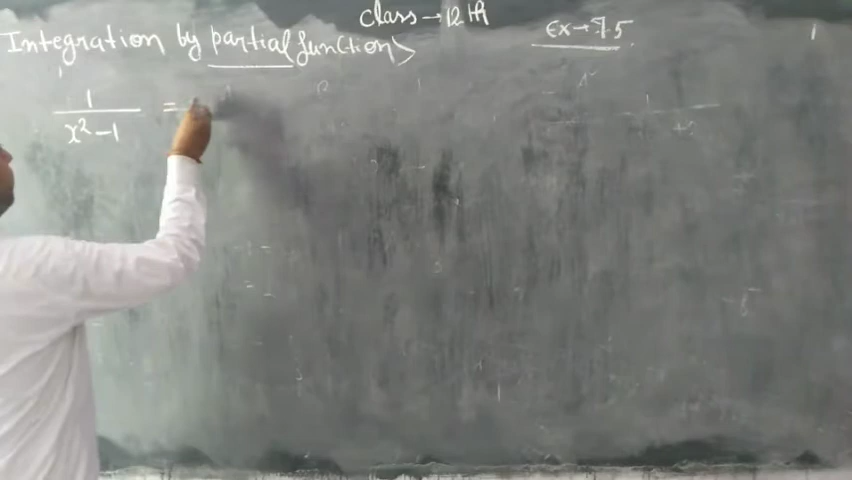 class → 12th
Integration by partial function>
Ex → 7.5
1
x² - 1 =